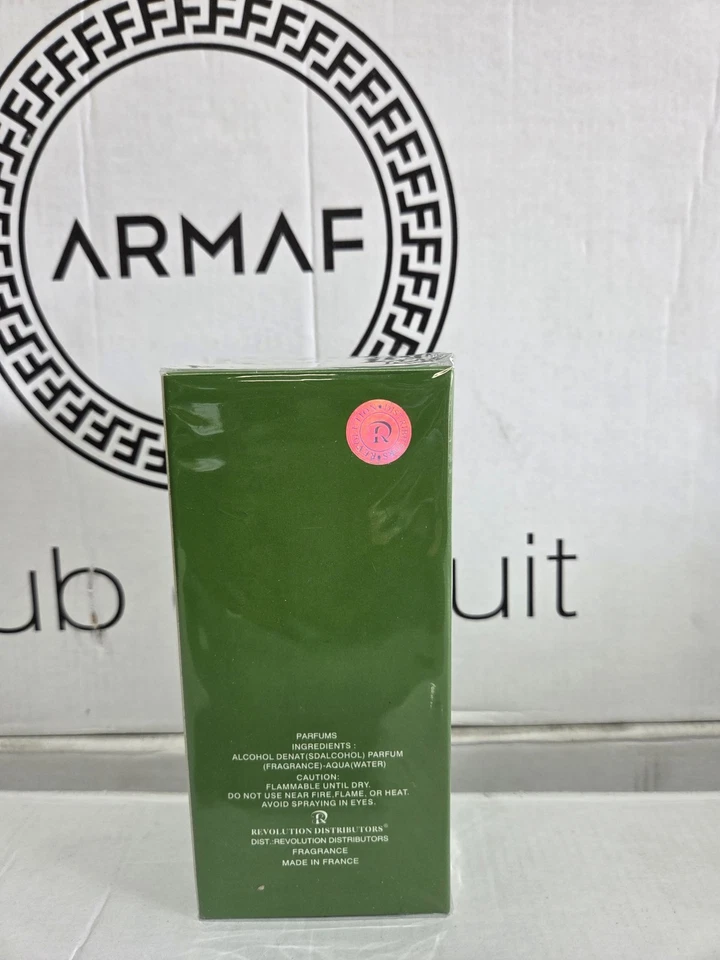 ARMAF
ub uit
R
PARFUMS
INGREDIENTS :
ALCOHOL DENAT(SDALCOHOL) PARFUM
(FRAGRANCE)-AQUA(WATER)
CAUTION:
FLAMMABLE UNTIL DRY.
DO NOT USE NEAR FIRE,FLAME, OR HEAT.
AVOID SPRAYING IN EYES.
R
REVOLUTION DISTRIBUTORS®
DIST.:REVOLUTION DISTRIBUTORS
FRAGRANCE
MADE IN FRANCE